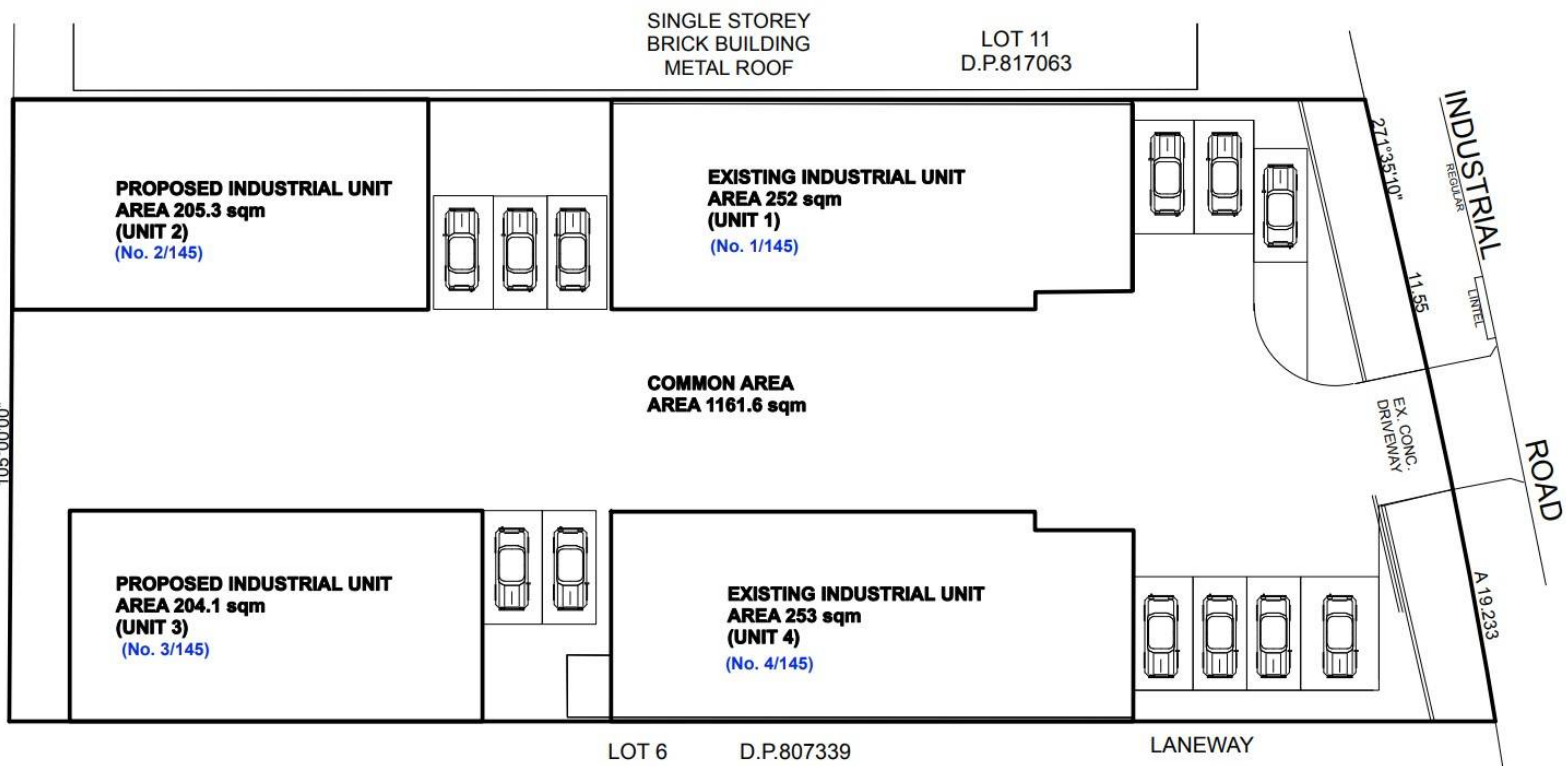 SINGLE STOREY
BRICK BUILDING
METAL ROOF
LOT 11
D.P.817063
PROPOSED INDUSTRIAL UNIT
AREA 205.3 sqm
(UNIT 2)
(No. 2/145)
EXISTING INDUSTRIAL UNIT
AREA 252 sqm
(UNIT 1)
(No. 1/145)
271°35'10"
INDUSTRIAL
REGULAR
11.55
LINTEL
COMMON AREA
AREA 1161.6 sqm
EX. CONC.
DRIVEWAY
ROAD
PROPOSED INDUSTRIAL UNIT
AREA 204.1 sqm
(UNIT 3)
(No. 3/145)
EXISTING INDUSTRIAL UNIT
AREA 253 sqm
(UNIT 4)
(No. 4/145)
A 19.233
LOT 6
D.P.807339
LANEWAY